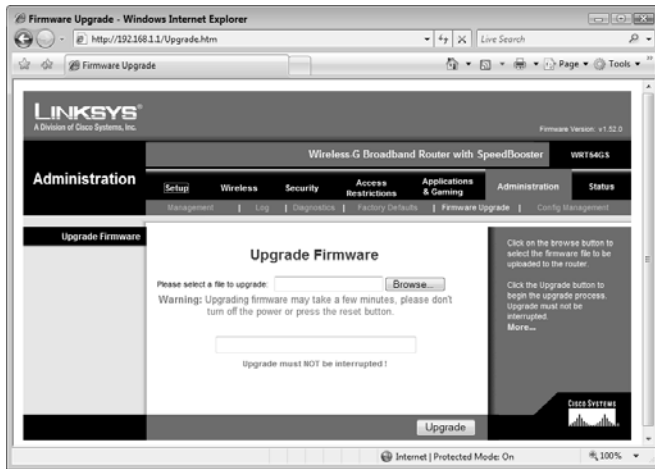 Firmware Upgrade - Windows Internet Explorer
http://192.168.1.1/Upgrade.htm
Live Search
Firmware Upgrade
Page
Tools
LINKSYS®
A Division of Cisco Systems, Inc.
Firmware Version: v1.52.0
Wireless-G Broadband Router with SpeedBooster WRT54GS
Administration
Setup Wireless Security Access Restrictions Applications & Gaming Administration Status
Management | Log | Diagnostics | Factory Defaults | Firmware Upgrade | Config Management
Upgrade Firmware
Upgrade Firmware
Please select a file to upgrade: Browse...
Warning: Upgrading firmware may take a few minutes, please don't
turn off the power or press the reset button.
Upgrade must NOT be interrupted !
Click on the browse button to
select the firmware file to be
uploaded to the router.
Click the Upgrade button to
begin the upgrade process.
Upgrade must not be
interrupted.
More...
CISCO SYSTEMS
Upgrade
Internet | Protected Mode: On
100%